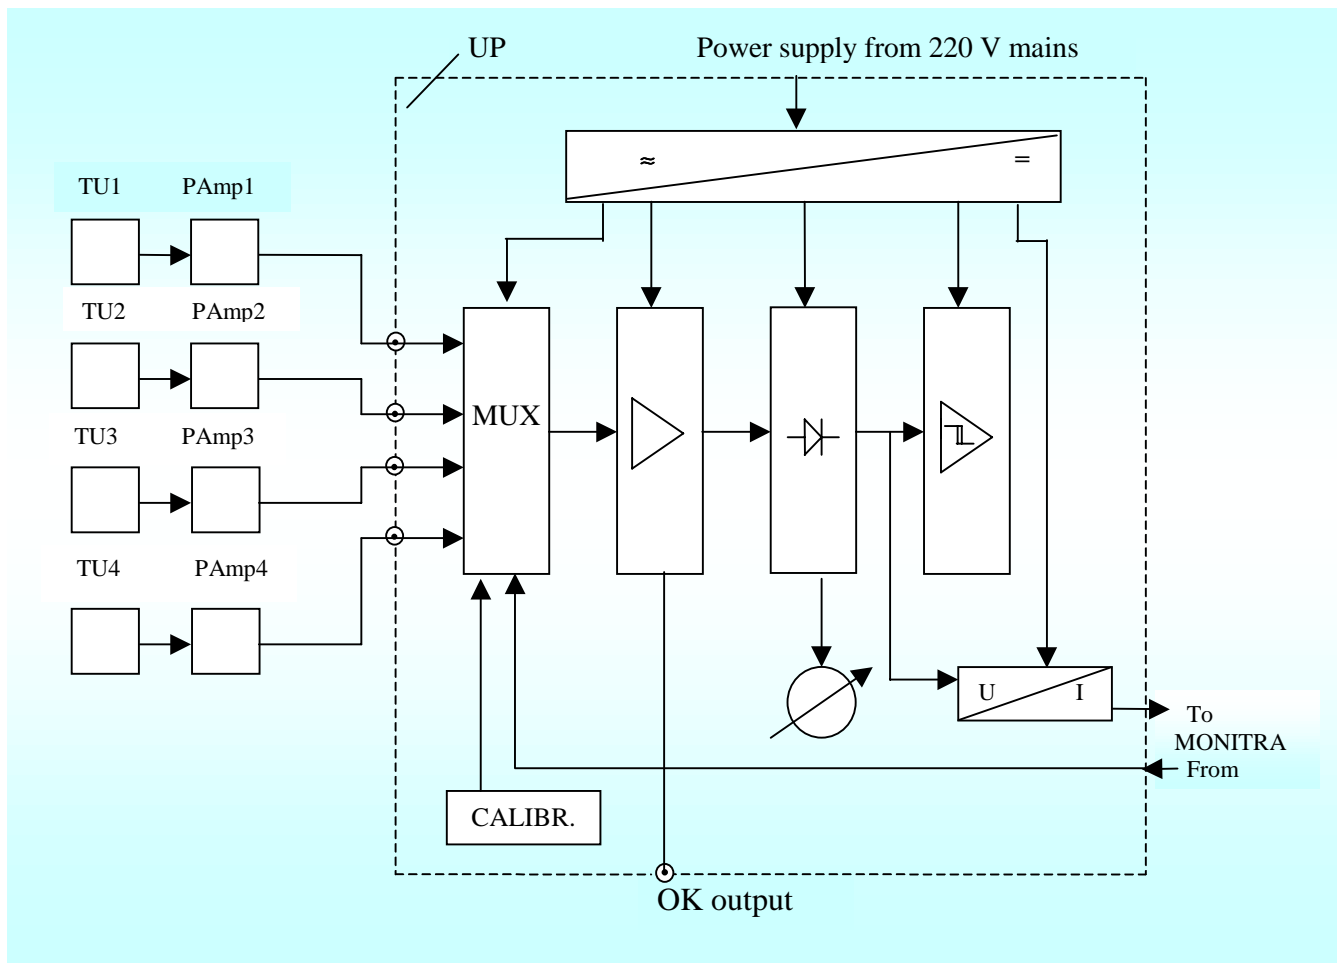 UP
Power supply from 220 V mains
≈ =
TU1 PAmp1
TU2 PAmp2
TU3 PAmp3
TU4 PAmp4
MUX
U I
To
MONITRA
From
CALIBR.
OK output